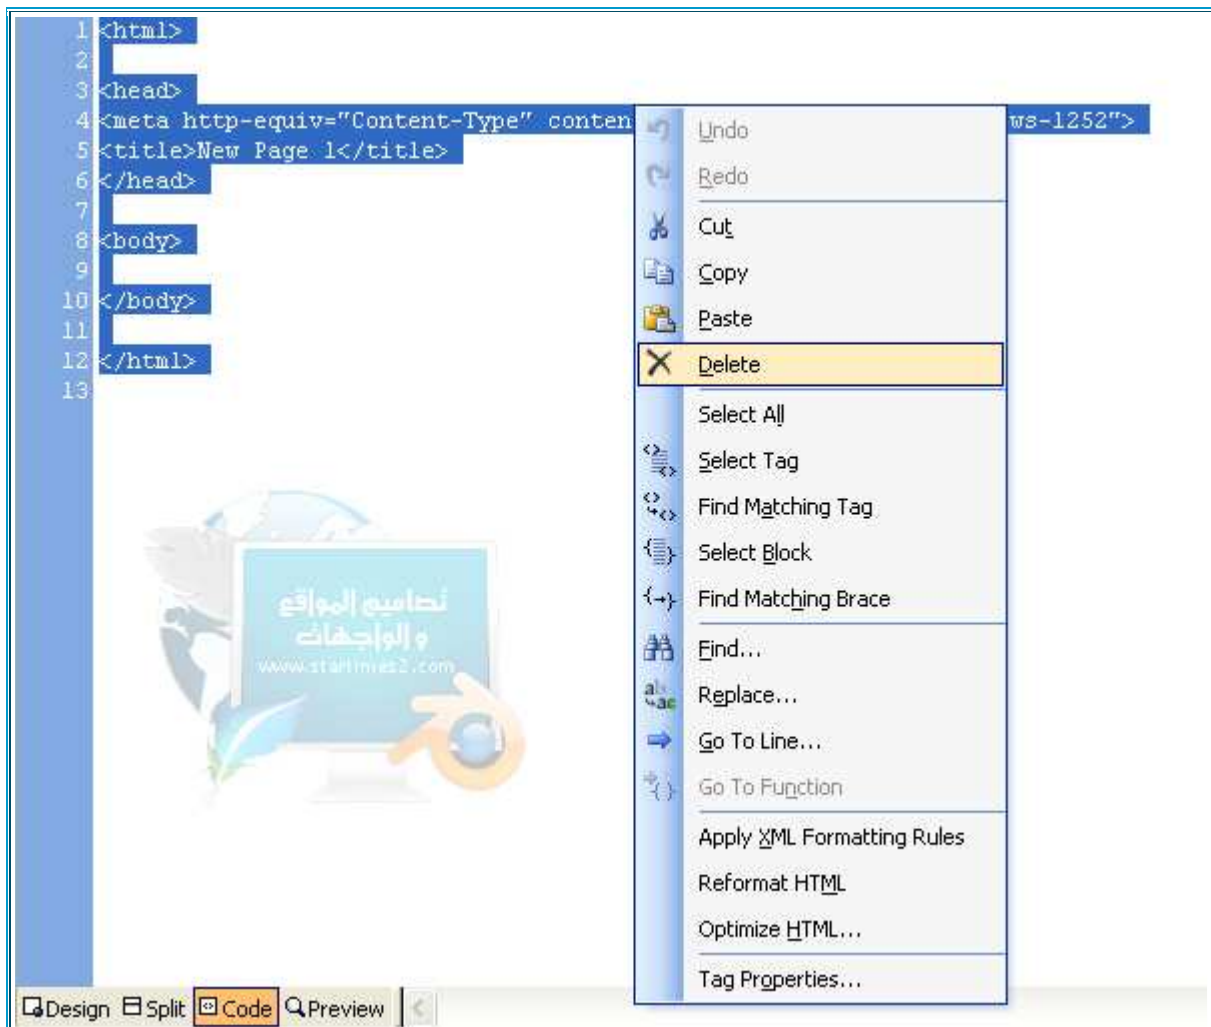 1 <html>
2
3 <head>
4 <meta http-equiv="Content-Type" conten ws-1252">
5 <title>New Page 1</title>
6 </head>
7
8 <body>
9
10 </body>
11
12 </html>
13
Undo
Redo
Cut
Copy
Paste
Delete
Select All
Select Tag
Find Matching Tag
Select Block
Find Matching Brace
Find...
Replace...
Go To Line...
Go To Function
Apply XML Formatting Rules
Reformat HTML
Optimize HTML...
Tag Properties...
تصاميم المواقع
و الواجهات
www.startimes2.com
Design Split Code Preview